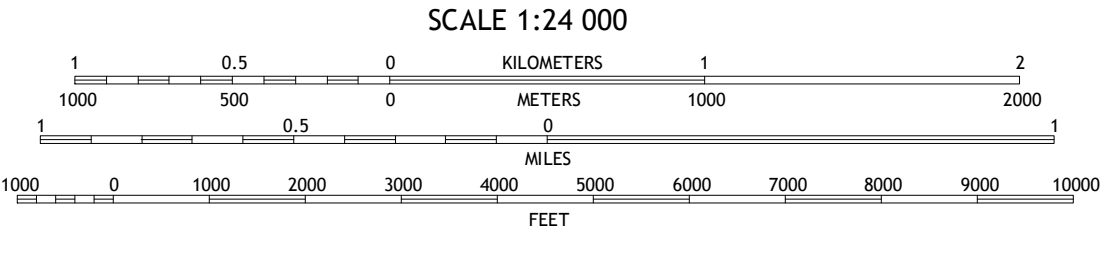 SCALE 1:24 000
1 0.5 0 KILOMETERS 1 2
1000 500 0 METERS 1000 2000
1 0.5 0 1
MILES
1000 0 1000 2000 3000 4000 5000 6000 7000 8000 9000 10000
FEET